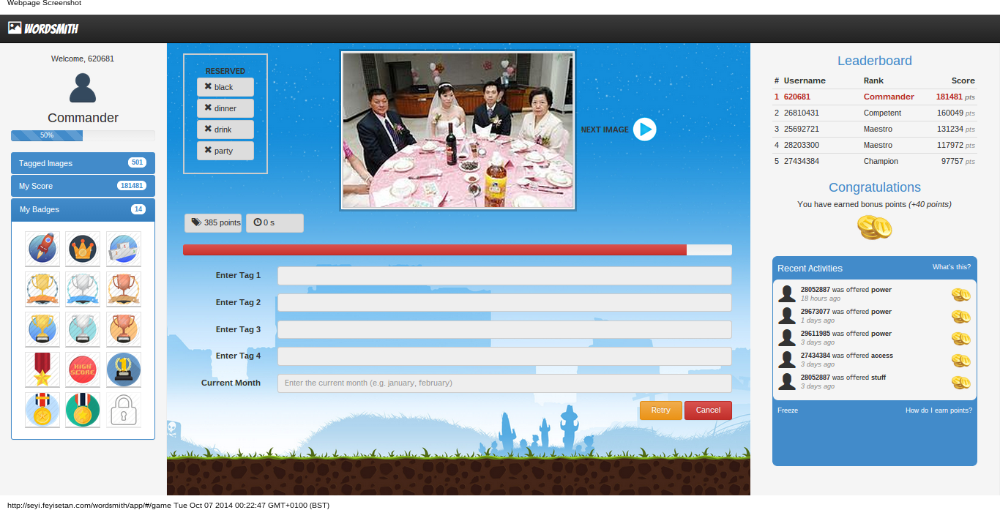 Webpage Screenshot
WORDSMITH
Welcome, 620681
Commander
50%
Tagged Images 501
My Score 181481
My Badges 14
HIGH SCORE
1
RESERVED
✖ black
✖ dinner
✖ drink
✖ party
NEXT IMAGE
385 points
0 s
Enter Tag 1
Enter Tag 2
Enter Tag 3
Enter Tag 4
Current Month Enter the current month (e.g. january, february)
Retry Cancel
Leaderboard
# Username Rank Score
1 620681 Commander 181481 pts
2 26810431 Competent 160049 pts
3 25692721 Maestro 131234 pts
4 28203300 Maestro 117972 pts
5 27434384 Champion 97757 pts
Congratulations
You have earned bonus points (+40 points)
Recent Activities What's this?
28052887 was offered power
18 hours ago
29673077 was offered power
1 days ago
29611985 was offered power
3 days ago
27434384 was offered access
3 days ago
28052887 was offered stuff
3 days ago
Freeze How do I earn points?
http://seyi.feyisetan.com/wordsmith/app/#/game Tue Oct 07 2014 00:22:47 GMT+0100 (BST)